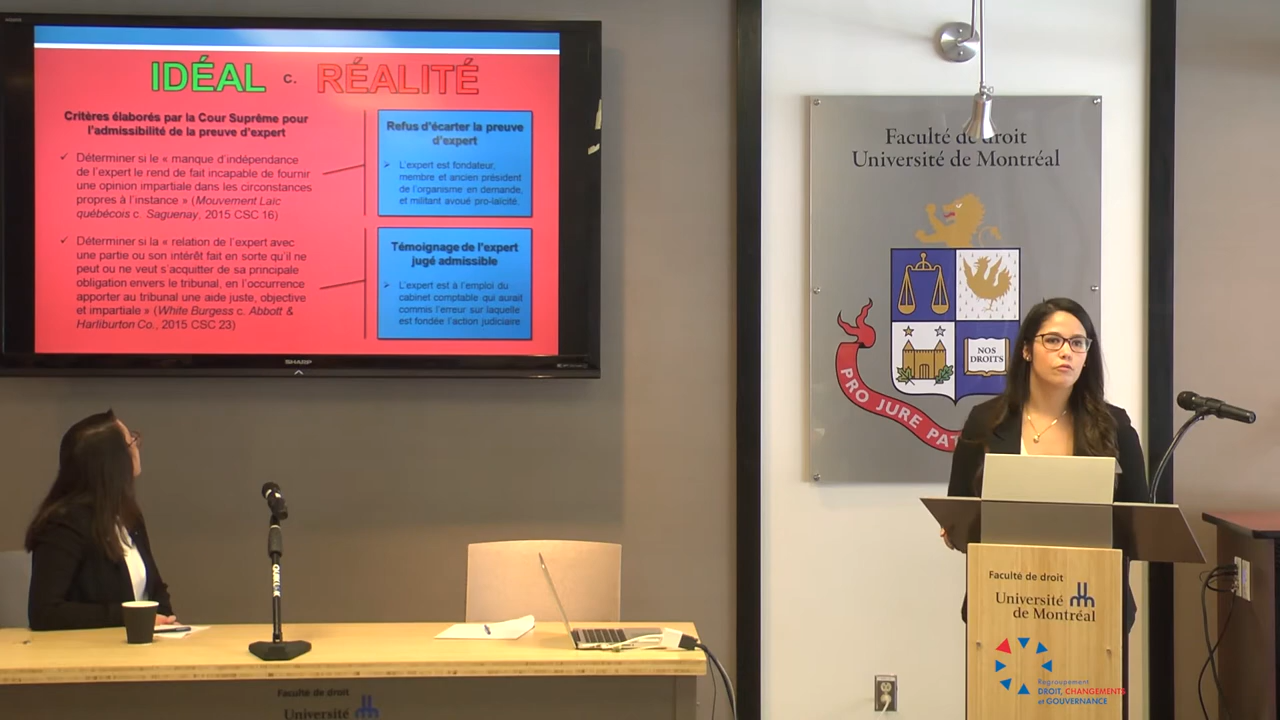 IDÉAL c. RÉALITÉ
Critères élaborés par la Cour Suprême pour
l'admissibilité de la preuve d'expert
✓ Déterminer si le « manque d'indépendance
de l'expert le rend de fait incapable de fournir
une opinion impartiale dans les circonstances
propres à l'instance » (Mouvement Laïc
québécois c. Saguenay, 2015 CSC 16)
✓ Déterminer si la « relation de l'expert avec
une partie ou son intérêt fait en sorte qu'il ne
peut ou ne veut s'acquitter de sa principale
obligation envers le tribunal, en l'occurrence
apporter au tribunal une aide juste, objective
et impartiale » (White Burgess c. Abbott &
Harliburton Co., 2015 CSC 23)
Refus d'écarter la preuve
d'expert
➢ L'expert est fondateur,
membre et ancien président
de l'organisme en demande,
et militant avoué pro-laïcité.
Témoignage de l'expert
jugé admissible
➢ L'expert est à l'emploi du
cabinet comptable qui aurait
commis l'erreur sur laquelle
est fondée l'action judiciaire
SHARP
Faculté de droit
Université de Montréal
NOS
DROITS
PRO JURE PAT
Faculté de droit
Université
de Montréal
Regroupement
DROIT, CHANGEMENTS
et GOUVERNANCE
Faculté de droit
Université